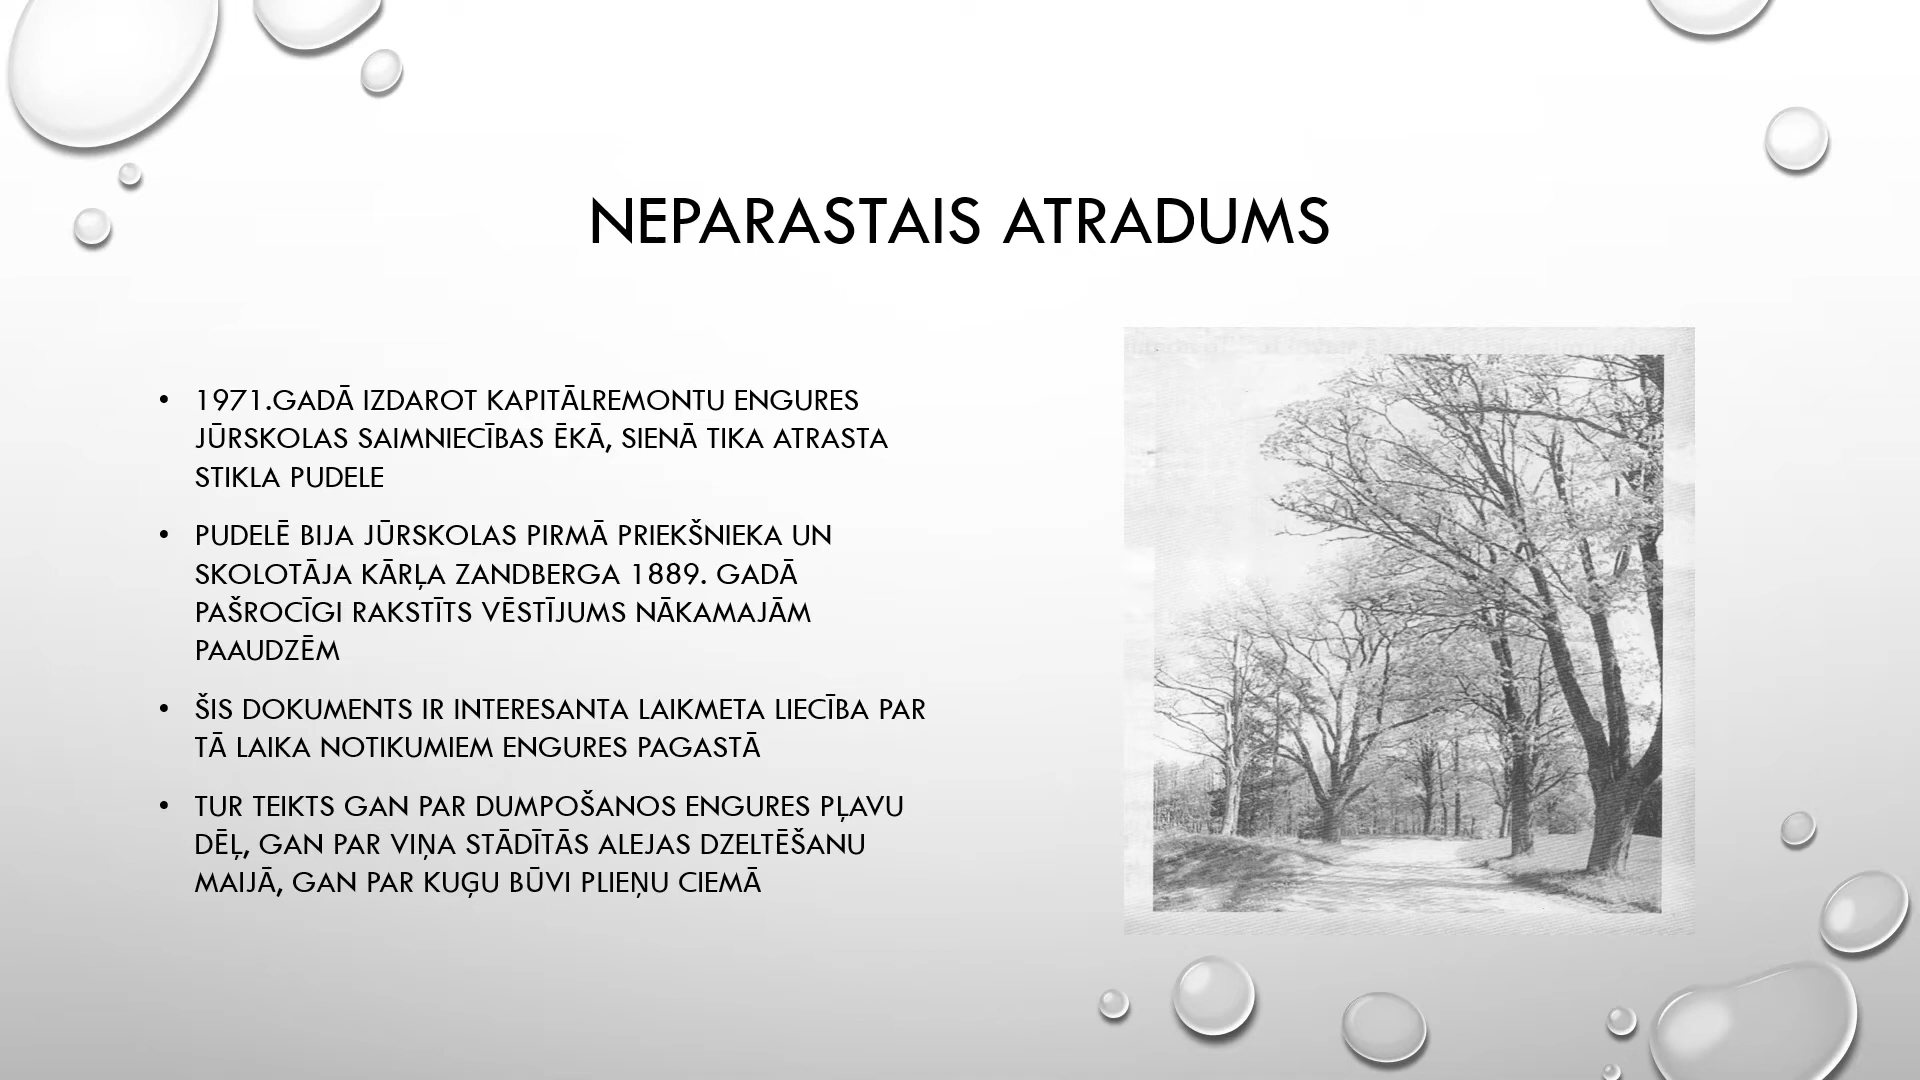 NEPARASTAIS ATRADUMS
• 1971.GADĀ IZDAROT KAPITĀLREMONTU ENGURES
JŪRSKOLAS SAIMNIECĪBAS ĒKĀ, SIENĀ TIKA ATRASTA
STIKLA PUDELE
• PUDELĒ BIJA JŪRSKOLAS PIRMĀ PRIEKŠNIEKA UN
SKOLOTĀJA KĀRĻA ZANDBERGA 1889. GADĀ
PAŠROCĪGI RAKSTĪTS VĒSTĪJUMS NĀKAMAJĀM
PAAUDZĒM
• ŠIS DOKUMENTS IR INTERESANTA LAIKMETA LIECĪBA PAR
TĀ LAIKA NOTIKUMIEM ENGURES PAGASTĀ
• TUR TEIKTS GAN PAR DUMPOŠANOS ENGURES PĻAVU
DĒĻ, GAN PAR VIŅA STĀDĪTĀS ALEJAS DZELTĒŠANU
MAIJĀ, GAN PAR KUĢU BŪVI PLIEŅU CIEMĀ